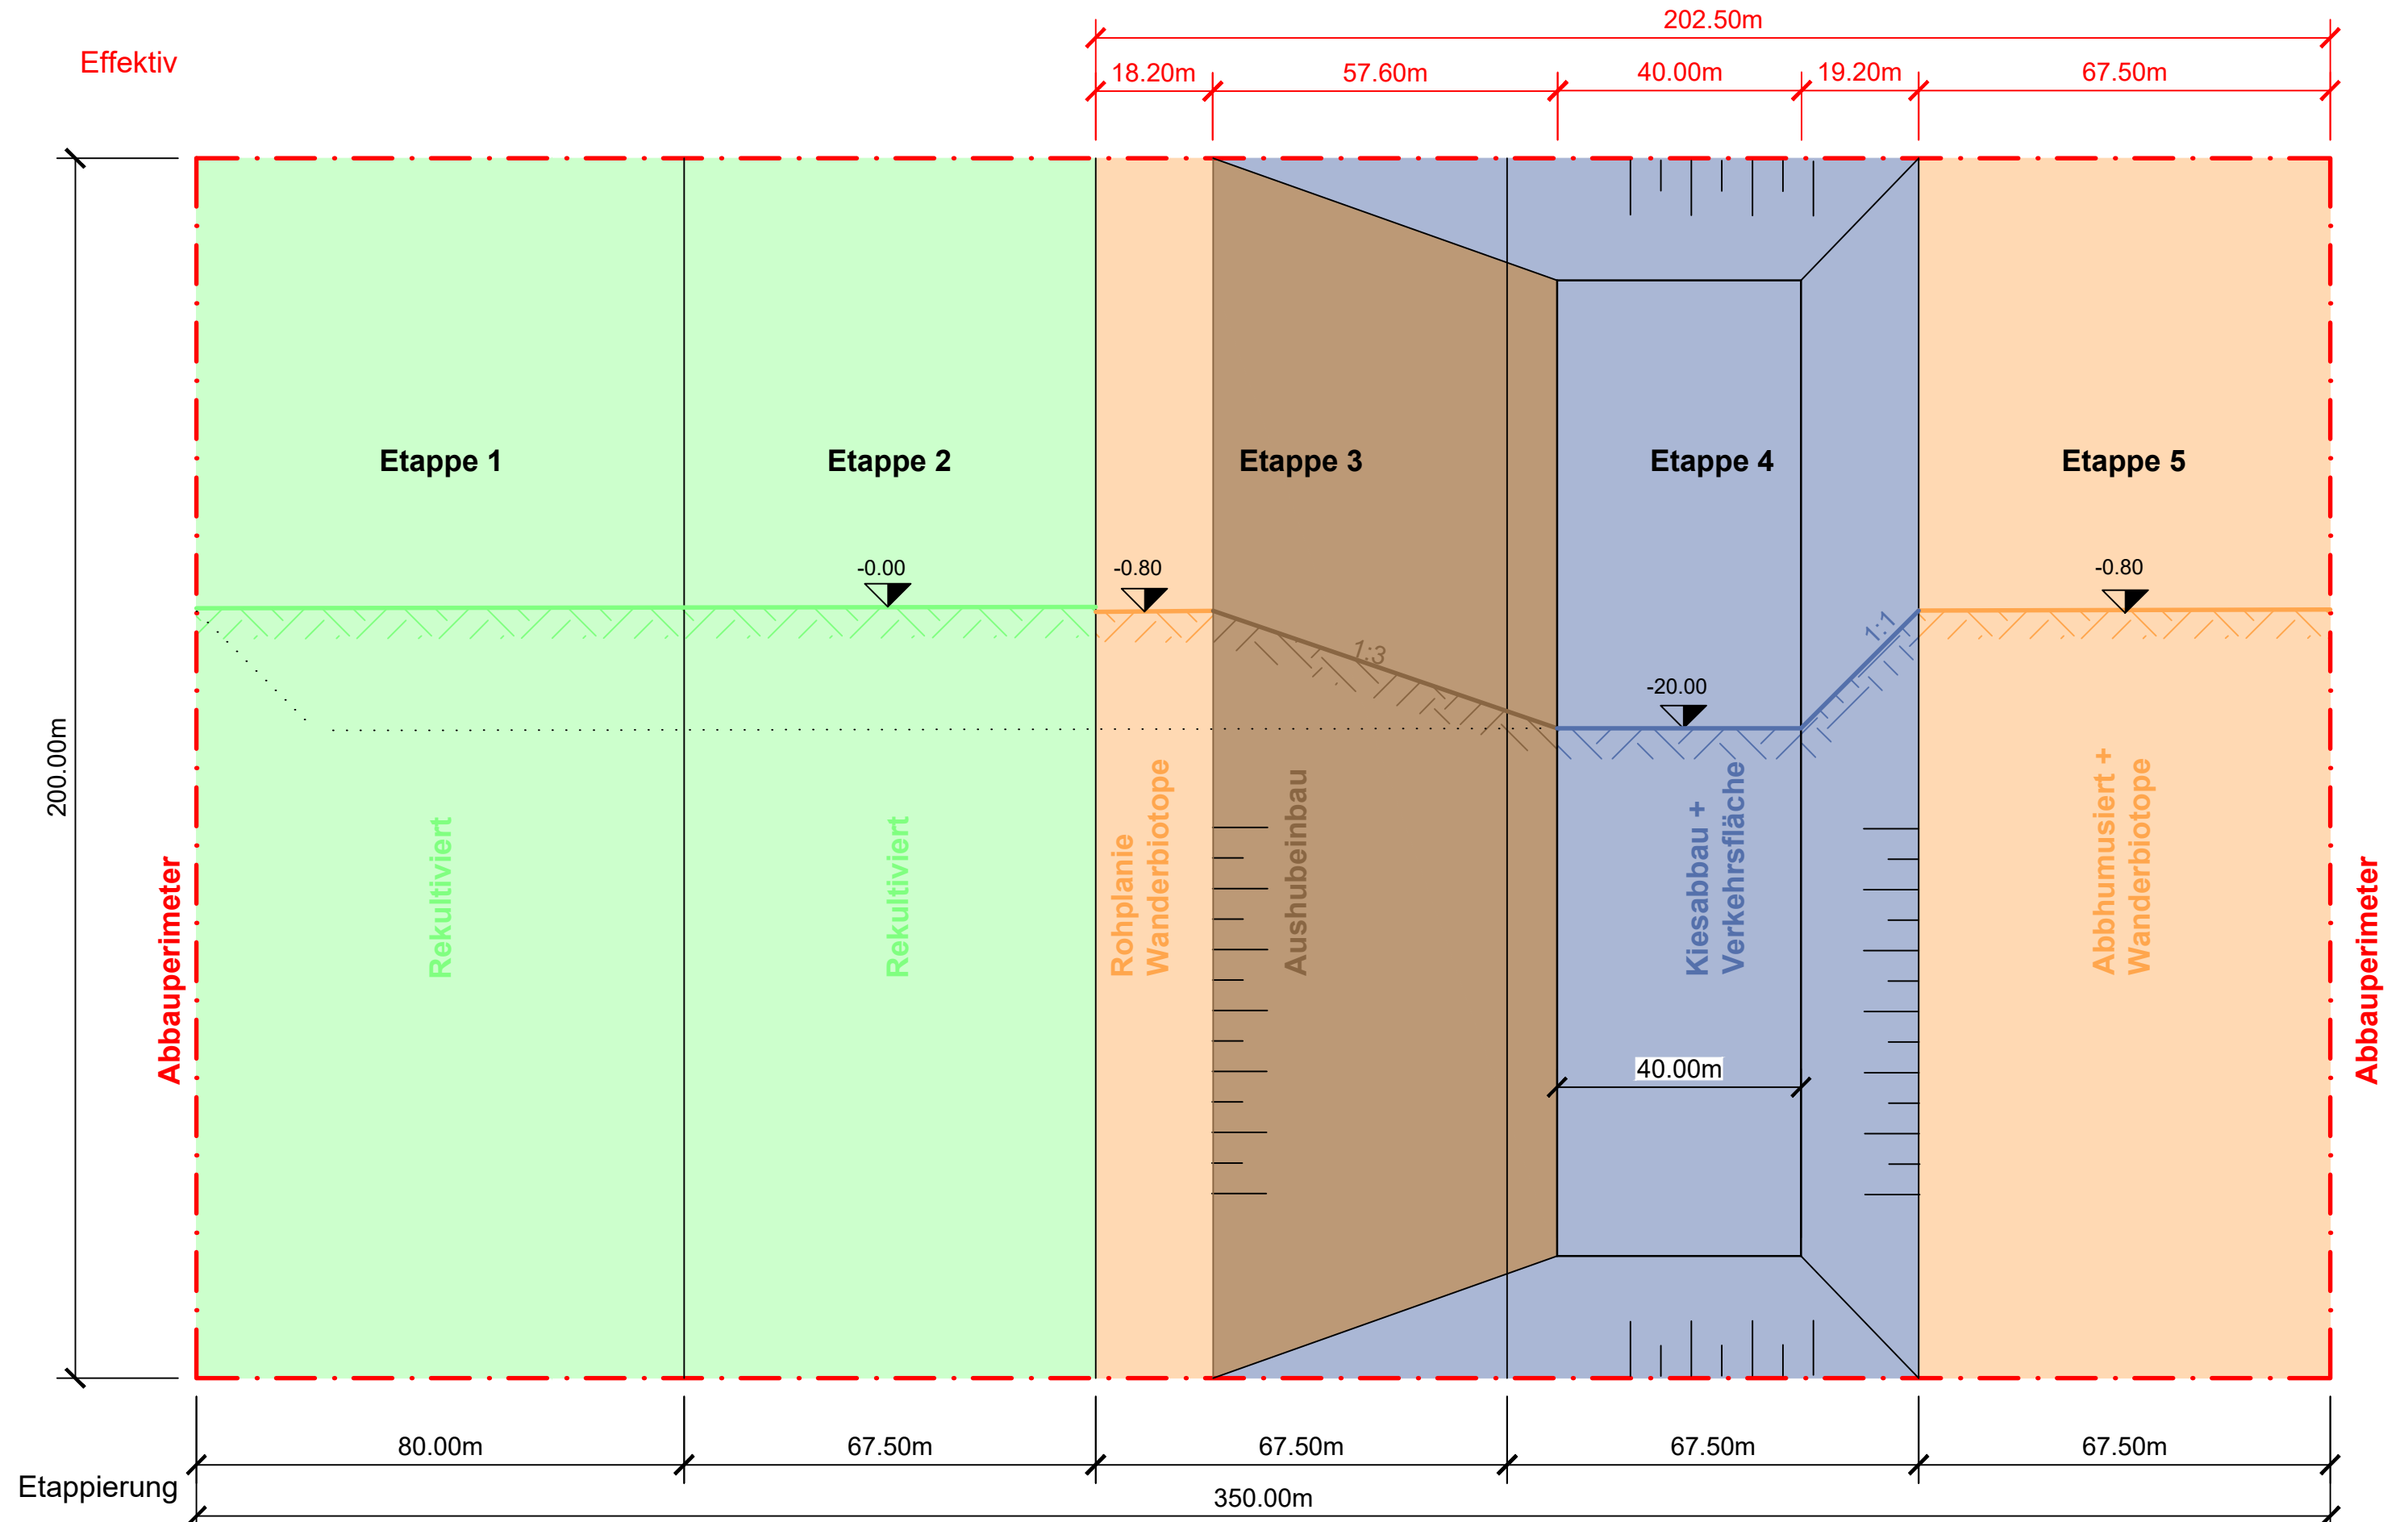 202.50m
Effektiv
18.20m
57.60m
40.00m
19.20m
67.50m
Etappe 1
Etappe 2
Etappe 3
Etappe 4
Etappe 5
-0.00
-0.80
-0.80
1:3
1:1
-20.00
200.00m
Abbauperimeter
Rekultiviert
Rekultiviert
Rohplanie
Wanderbiotope
Aushubeinbau
Kiesabbau +
Verkehrsfläche
Abbhumusiert +
Wanderbiotope
Abbauperimeter
40.00m
80.00m
67.50m
67.50m
67.50m
67.50m
Etappierung
350.00m